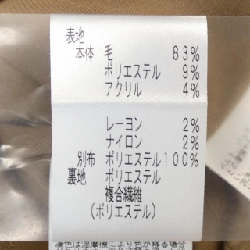 表地
本体 毛 83%
ポリエステル 9%
アクリル 4%
レーヨン 2%
ナイロン 2%
別布 ポリエステル100%
裏地 ポリエステル
複合繊維
(ポリエステル)